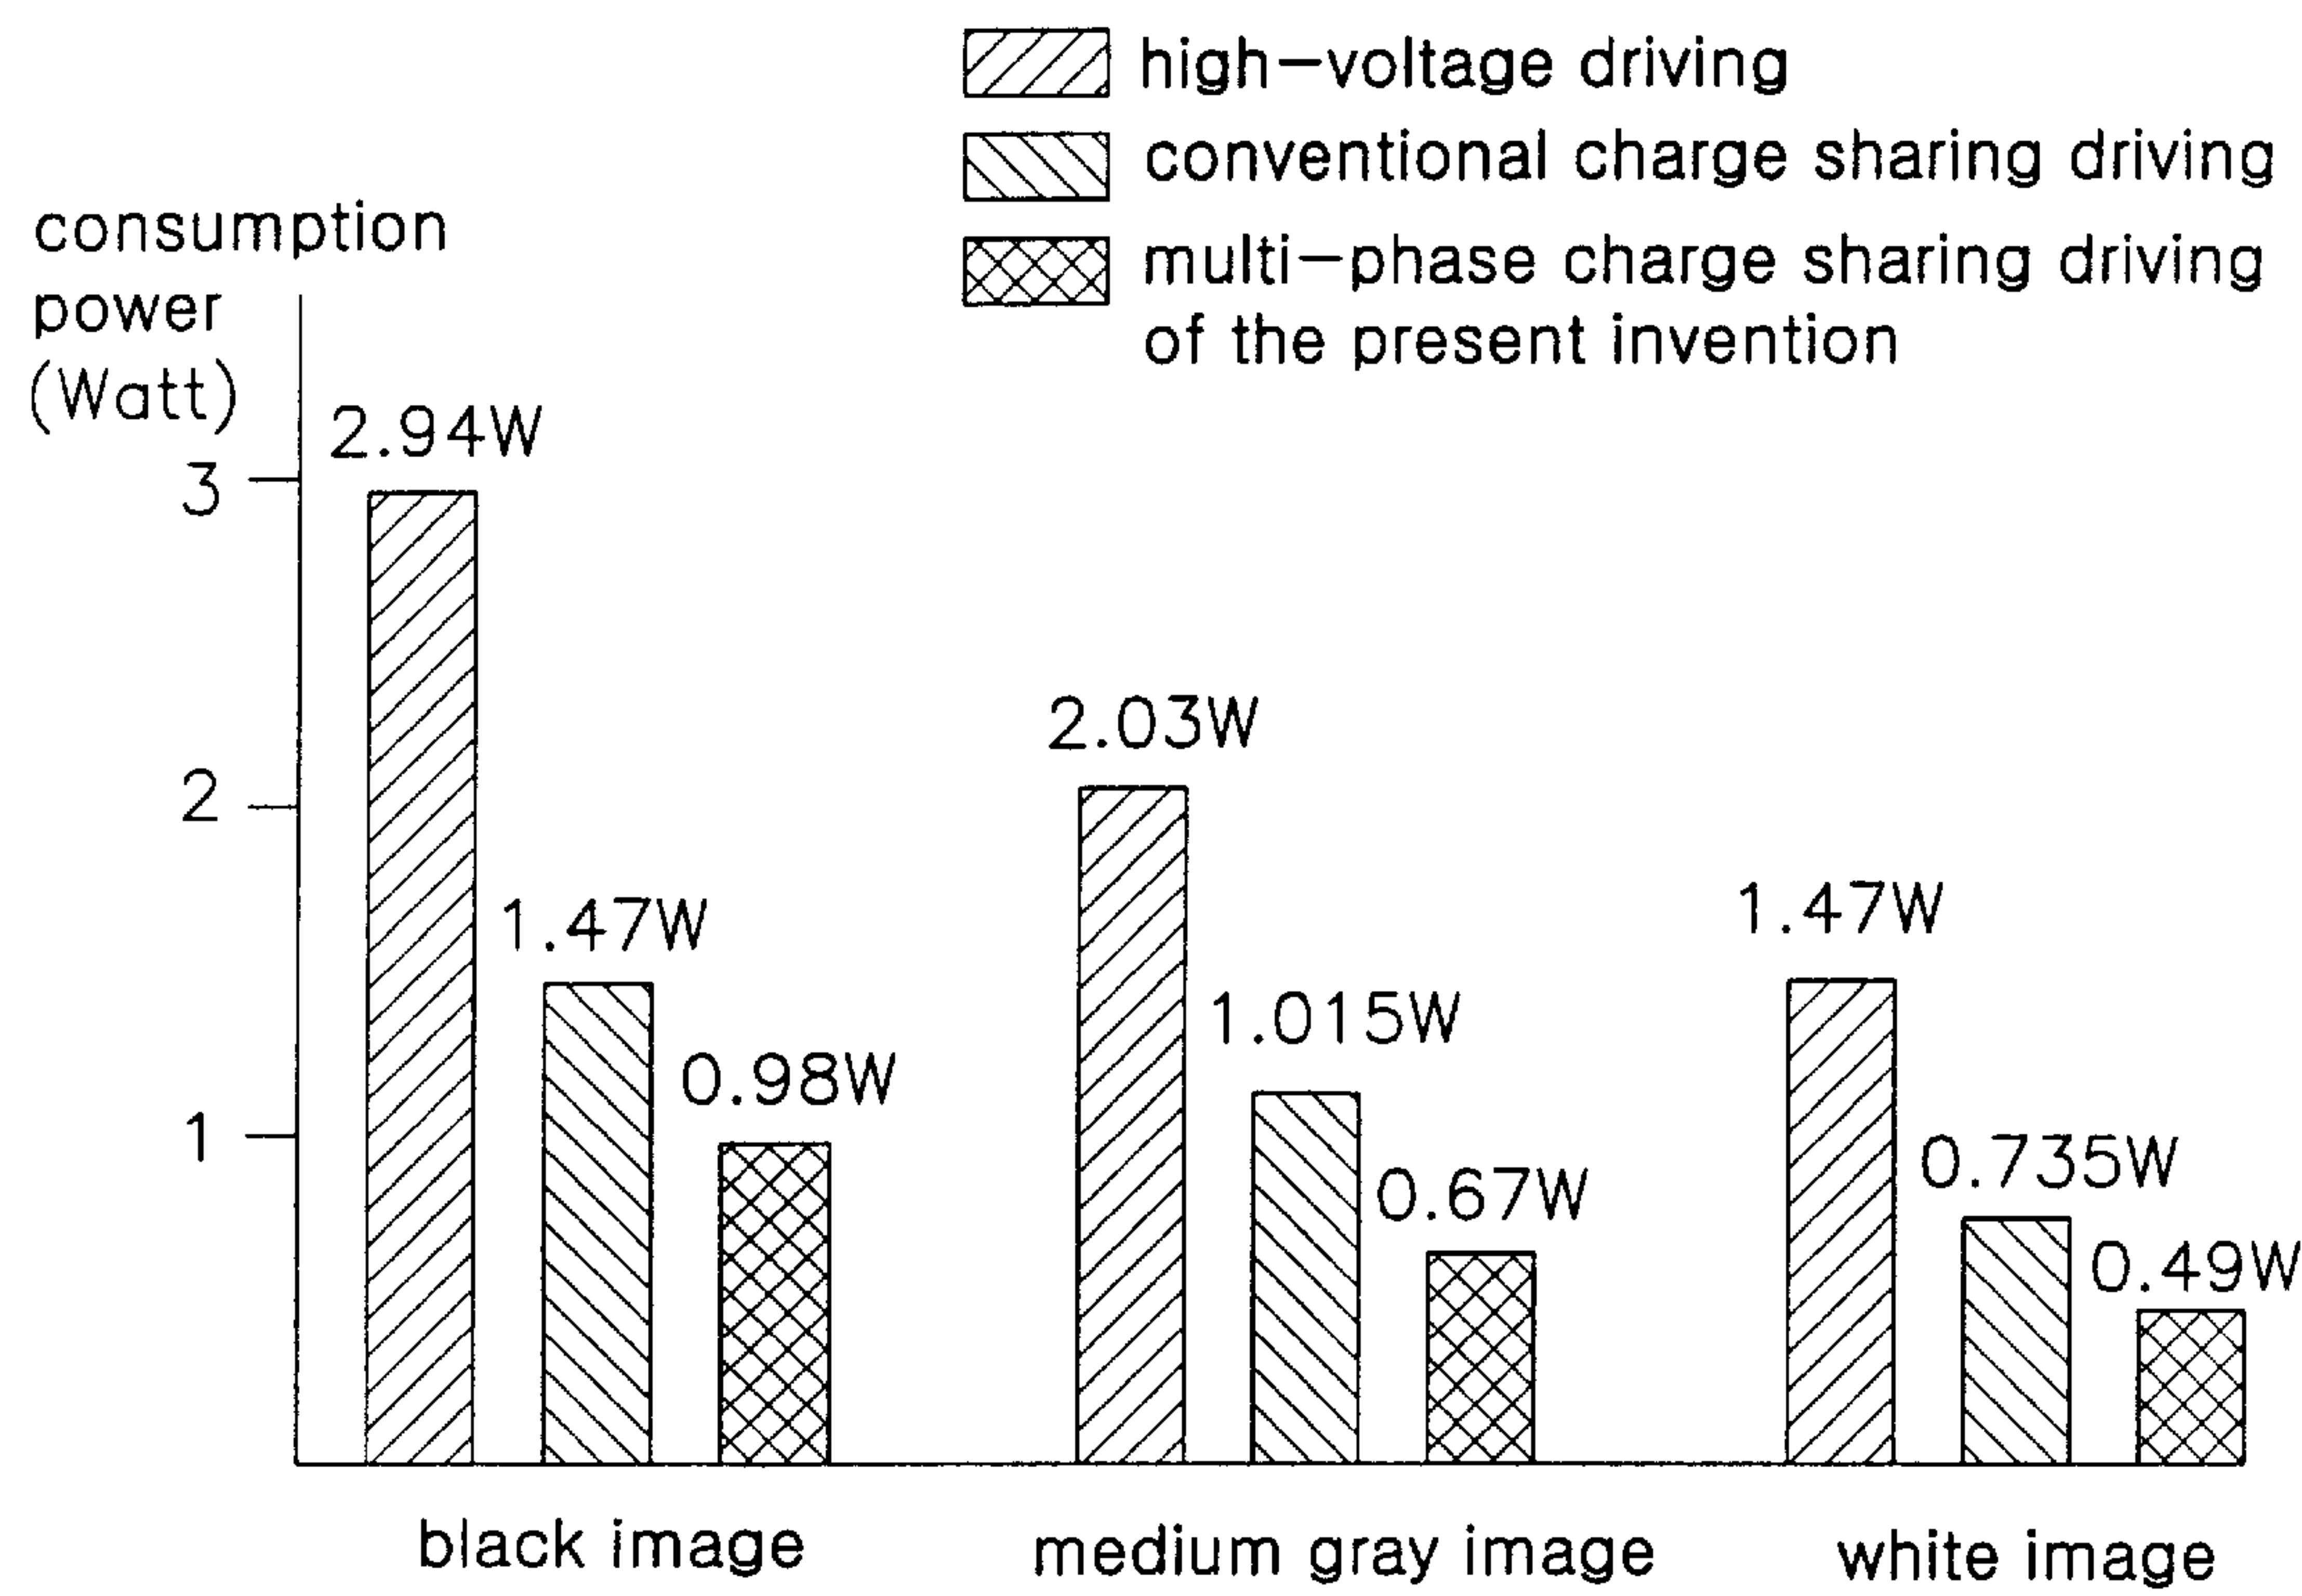 high-voltage driving
conventional charge sharing driving
multi-phase charge sharing driving
of the present invention
consumption
power
(Watt)
3
2
1
2.94W
1.47W
0.98W
2.03W
1.015W
0.67W
1.47W
0.735W
0.49W
black image
medium gray image
white image